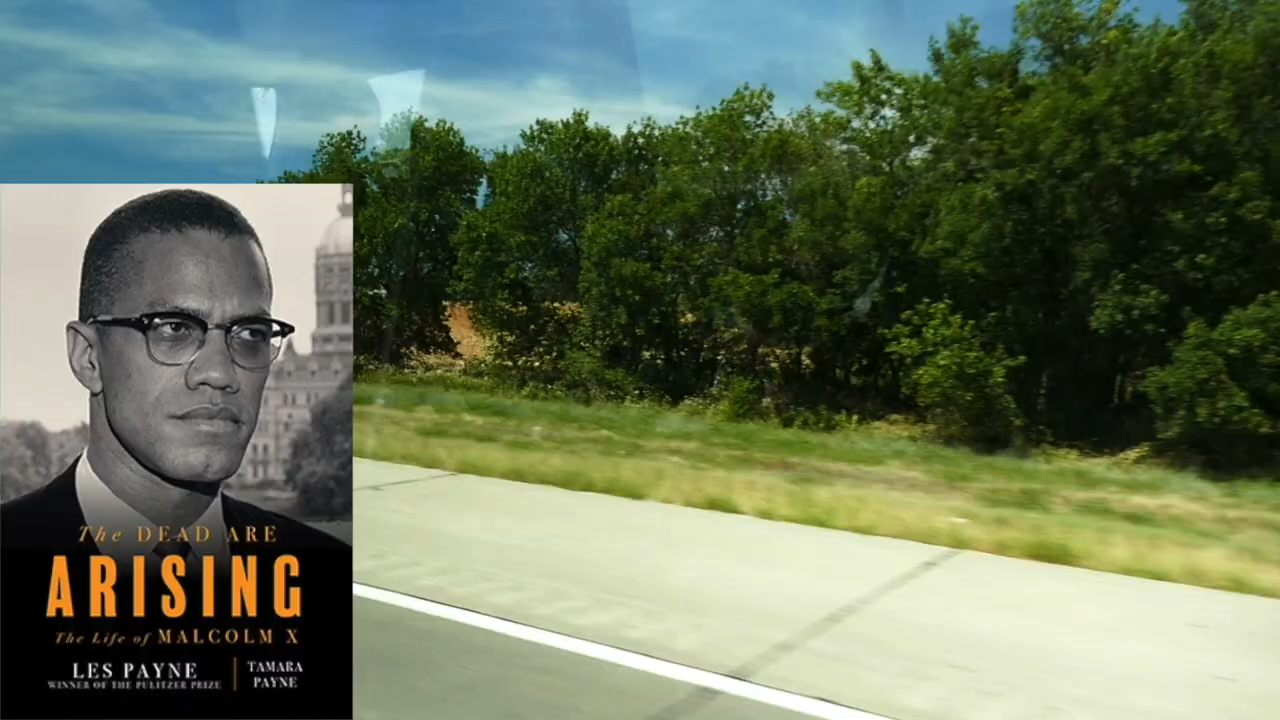 The DEAD ARE
ARISING
The Life of MALCOLM X
LES PAYNE
WINNER OF THE PULITZER PRIZE
TAMARA
PAYNE